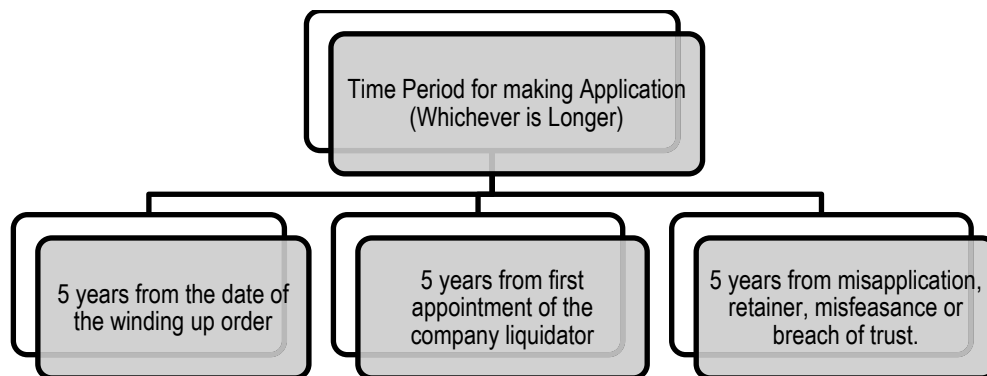 Time Period for making Application
(Whichever is Longer)
5 years from the date of
the winding up order
5 years from first
appointment of the
company liquidator
5 years from misapplication,
retainer, misfeasance or
breach of trust.